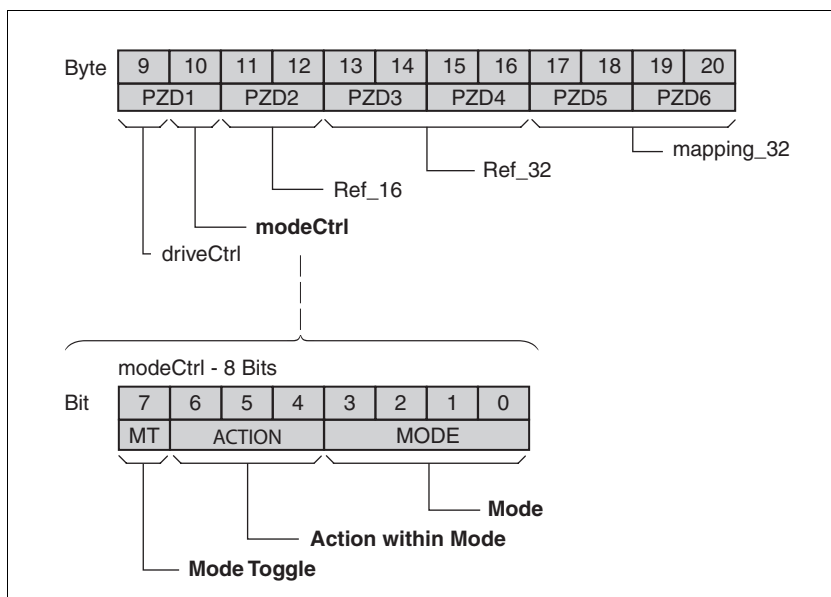 Byte 9 10 11 12 13 14 15 16 17 18 19 20
PZD1 PZD2 PZD3 PZD4 PZD5 PZD6
mapping_32
Ref_32
Ref_16
modeCtrl
driveCtrl
modeCtrl - 8 Bits
Bit 7 6 5 4 3 2 1 0
MT ACTION MODE
Mode
Action within Mode
Mode Toggle